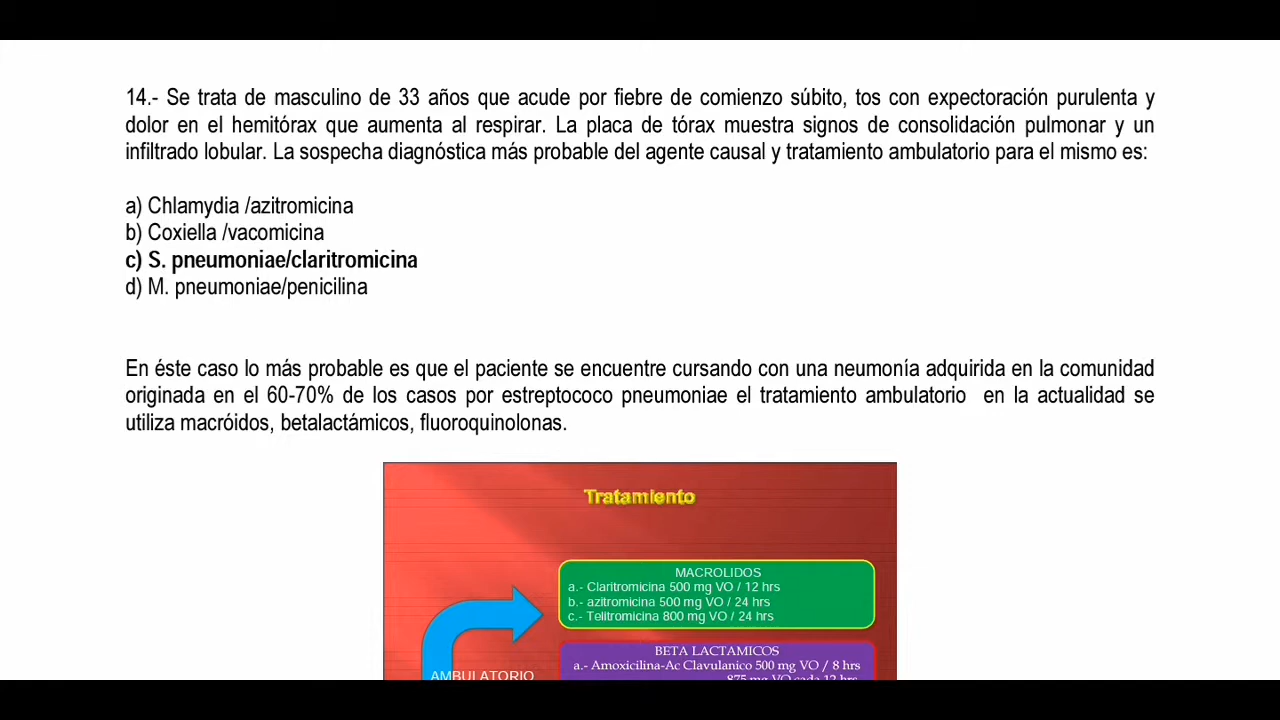 14.- Se trata de masculino de 33 años que acude por fiebre de comienzo súbito, tos con expectoración purulenta y
dolor en el hemitórax que aumenta al respirar. La placa de tórax muestra signos de consolidación pulmonar y un
infiltrado lobular. La sospecha diagnóstica más probable del agente causal y tratamiento ambulatorio para el mismo es:
a) Chlamydia /azitromicina
b) Coxiella /vacomicina
c) S. pneumoniae/claritromicina
d) M. pneumoniae/penicilina
En éste caso lo más probable es que el paciente se encuentre cursando con una neumonía adquirida en la comunidad
originada en el 60-70% de los casos por estreptococo pneumoniae el tratamiento ambulatorio en la actualidad se
utiliza macróidos, betalactámicos, fluoroquinolonas.
Tratamiento
MACROLIDOS
a.- Claritromicina 500 mg VO / 12 hrs
b.- azitromicina 500 mg VO / 24 hrs
c.- Telitromicina 800 mg VO / 24 hrs
BETA LACTAMICOS
a.- Amoxicilina-Ac Clavulanico 500 mg VO / 8 hrs
875 mg VO cada 12 hrs
AMBULATORIO